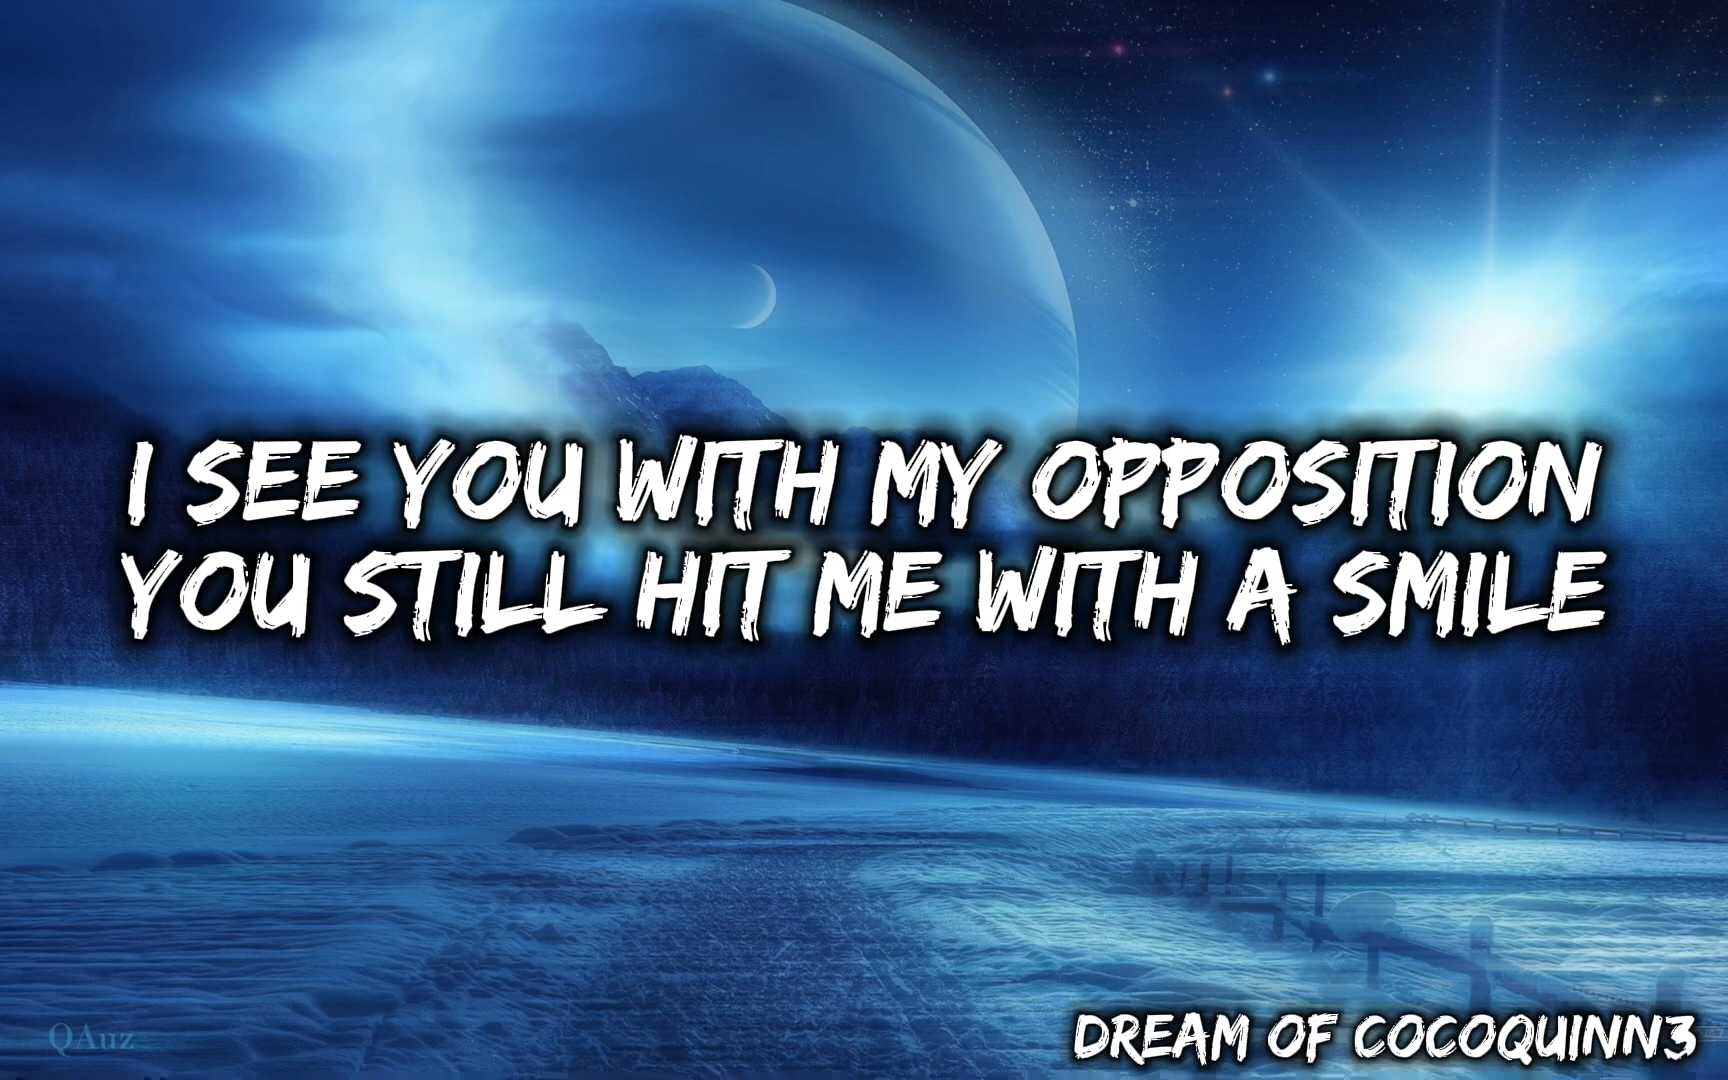 I SEE YOU WITH MY OPPOSITION
YOU STILL HIT ME WITH A SMILE
DREAM OF COCOQUINN3
QAuz